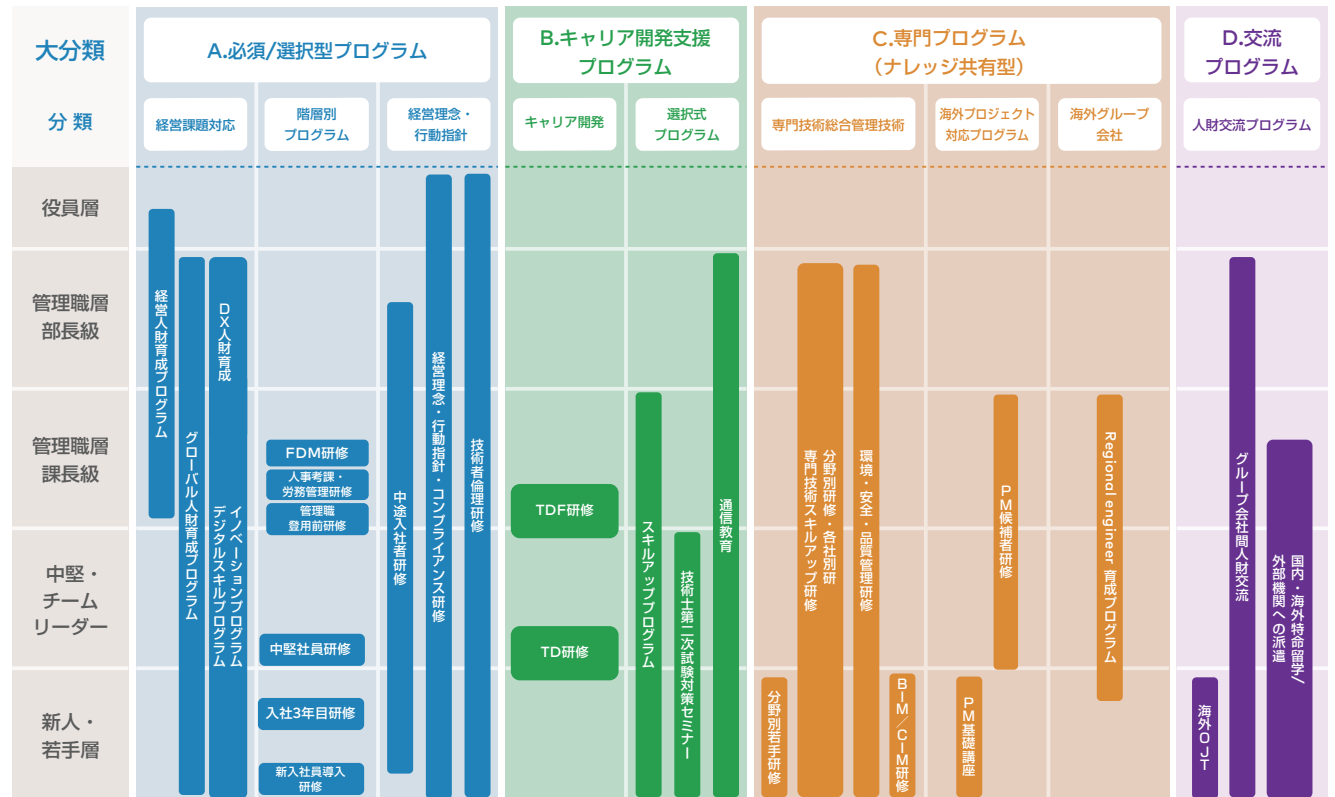 大分類
A.必須/選択型プログラム
B.キャリア開発支援
プログラム
C.専門プログラム
（ナレッジ共有型）
D.交流
プログラム
分 類
経営課題対応
階層別
プログラム
経営理念・
行動指針
キャリア開発
選択式
プログラム
専門技術総合管理技術
海外プロジェクト
対応プログラム
海外グループ
会社
人財交流プログラム
役員層
管理職層
部長級
管理職層
課長級
中堅・
チーム
リーダー
新人・
若手層
経営人財育成プログラム
グローバル人財育成プログラム
DX人財育成
イノベーションプログラム
デジタルスキルプログラム
FDM研修
人事考課・
労務管理研修
管理職
登用前研修
中堅社員研修
入社3年目研修
新入社員導入
研修
中途入社者研修
経営理念・行動指針・コンプライアンス研修
技術者倫理研修
TDF研修
TD研修
スキルアッププログラム
技術士第二次試験対策セミナー
通信教育
分野別若手研修
分野別研修・各社別研
専門技術スキルアップ研修
環境・安全・品質管理研修
BIM／CIM研修
PM基礎講座
PM候補者研修
Regional engineer 育成プログラム
海外OJT
グループ会社間人財交流
国内・海外特命留学/
外部機関への派遣